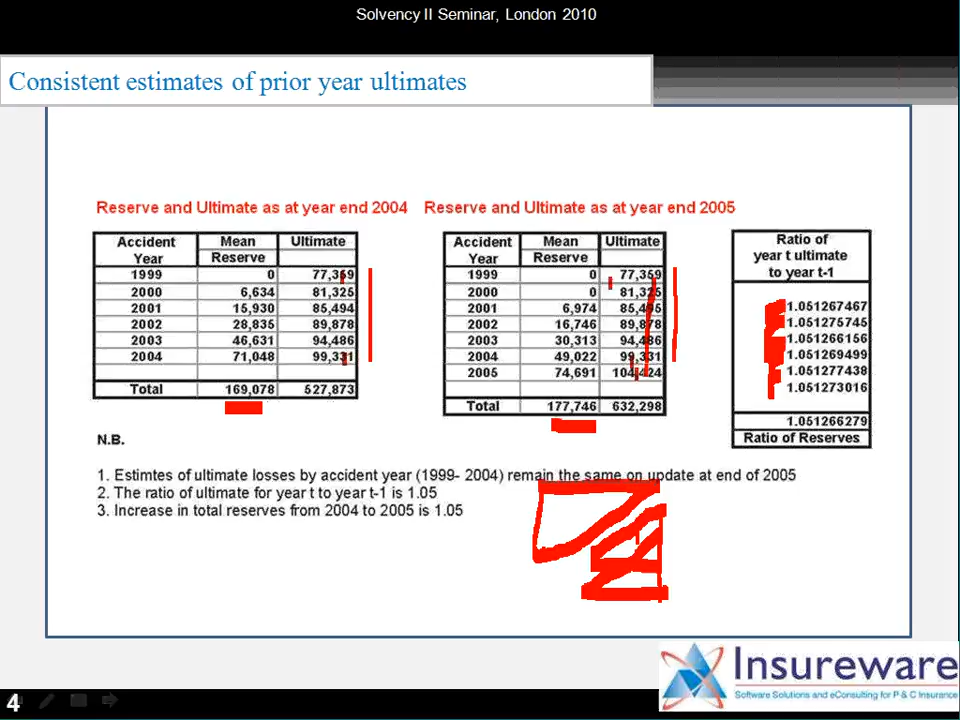 Solvency II Seminar, London 2010
Consistent estimates of prior year ultimates
Reserve and Ultimate as at year end 2004
Accident Year Mean Reserve Ultimate
1999 0 77,359
2000 6,634 81,325
2001 15,930 85,494
2002 28,835 89,878
2003 46,631 94,486
2004 71,048 99,331
Total 169,078 527,873
Reserve and Ultimate as at year end 2005
Accident Year Mean Reserve Ultimate
1999 0 77,359
2000 0 81,325
2001 6,974 85,495
2002 16,746 89,878
2003 30,313 94,486
2004 49,022 99,331
2005 74,691 104,424
Total 177,746 632,298
Ratio of
year t ultimate
to year t-1
1.051267467
1.051275745
1.051266156
1.051269499
1.051277438
1.051273016
1.051266279
Ratio of Reserves
N.B.
1. Estimtes of ultimate losses by accident year (1999- 2004) remain the same on update at end of 2005
2. The ratio of ultimate for year t to year t-1 is 1.05
3. Increase in total reserves from 2004 to 2005 is 1.05
Insureware
Software Solutions and eConsulting for P & C Insurance
4